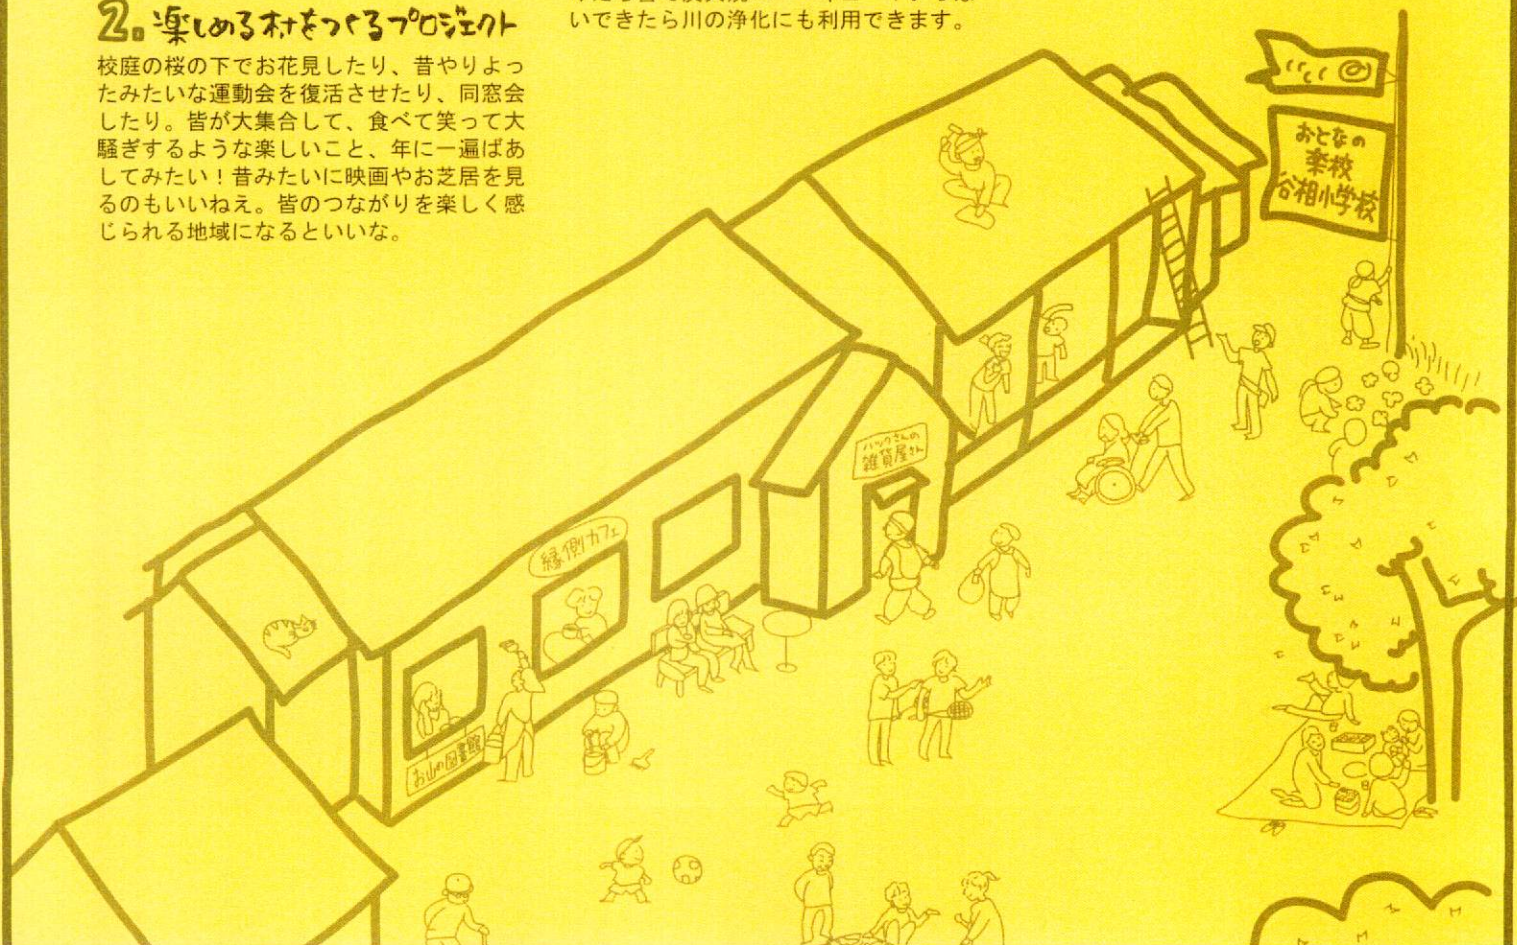 2. 楽しめる村をつくるプロジェクト
校庭の桜の下でお花見したり、昔やりよっ
たみたいな運動会を復活させたり、同窓会
したり。皆が大集合して、食べて笑って大
騒ぎするような楽しいこと、年に一遍ばあ
してみたい！昔みたいに映画やお芝居を見
るのもいいねえ。皆のつながりを楽しく感
じられる地域になるといいな。
いできたら川の浄化にも利用できます。
おとなの
楽校
谷相小学校
ハックさんの
雑貨屋さん
縁側カフェ
お山の図書館